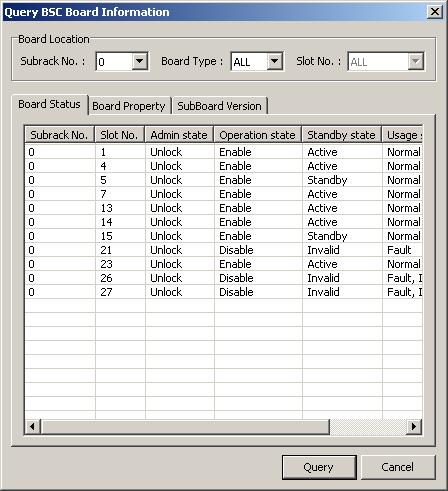 Query BSC Board Information
Board Location
Subrack No. : 0 Board Type : ALL Slot No. : ALL
Board Status Board Property SubBoard Version
Subrack No. Slot No. Admin state Operation state Standby state Usage s
0 1 Unlock Enable Active Normal
0 4 Unlock Enable Active Normal
0 5 Unlock Enable Standby Normal
0 7 Unlock Enable Active Normal
0 13 Unlock Enable Active Normal
0 14 Unlock Enable Active Normal
0 15 Unlock Enable Standby Normal
0 21 Unlock Disable Invalid Fault
0 23 Unlock Enable Active Normal
0 26 Unlock Disable Invalid Fault, I
0 27 Unlock Disable Invalid Fault, I
Query Cancel